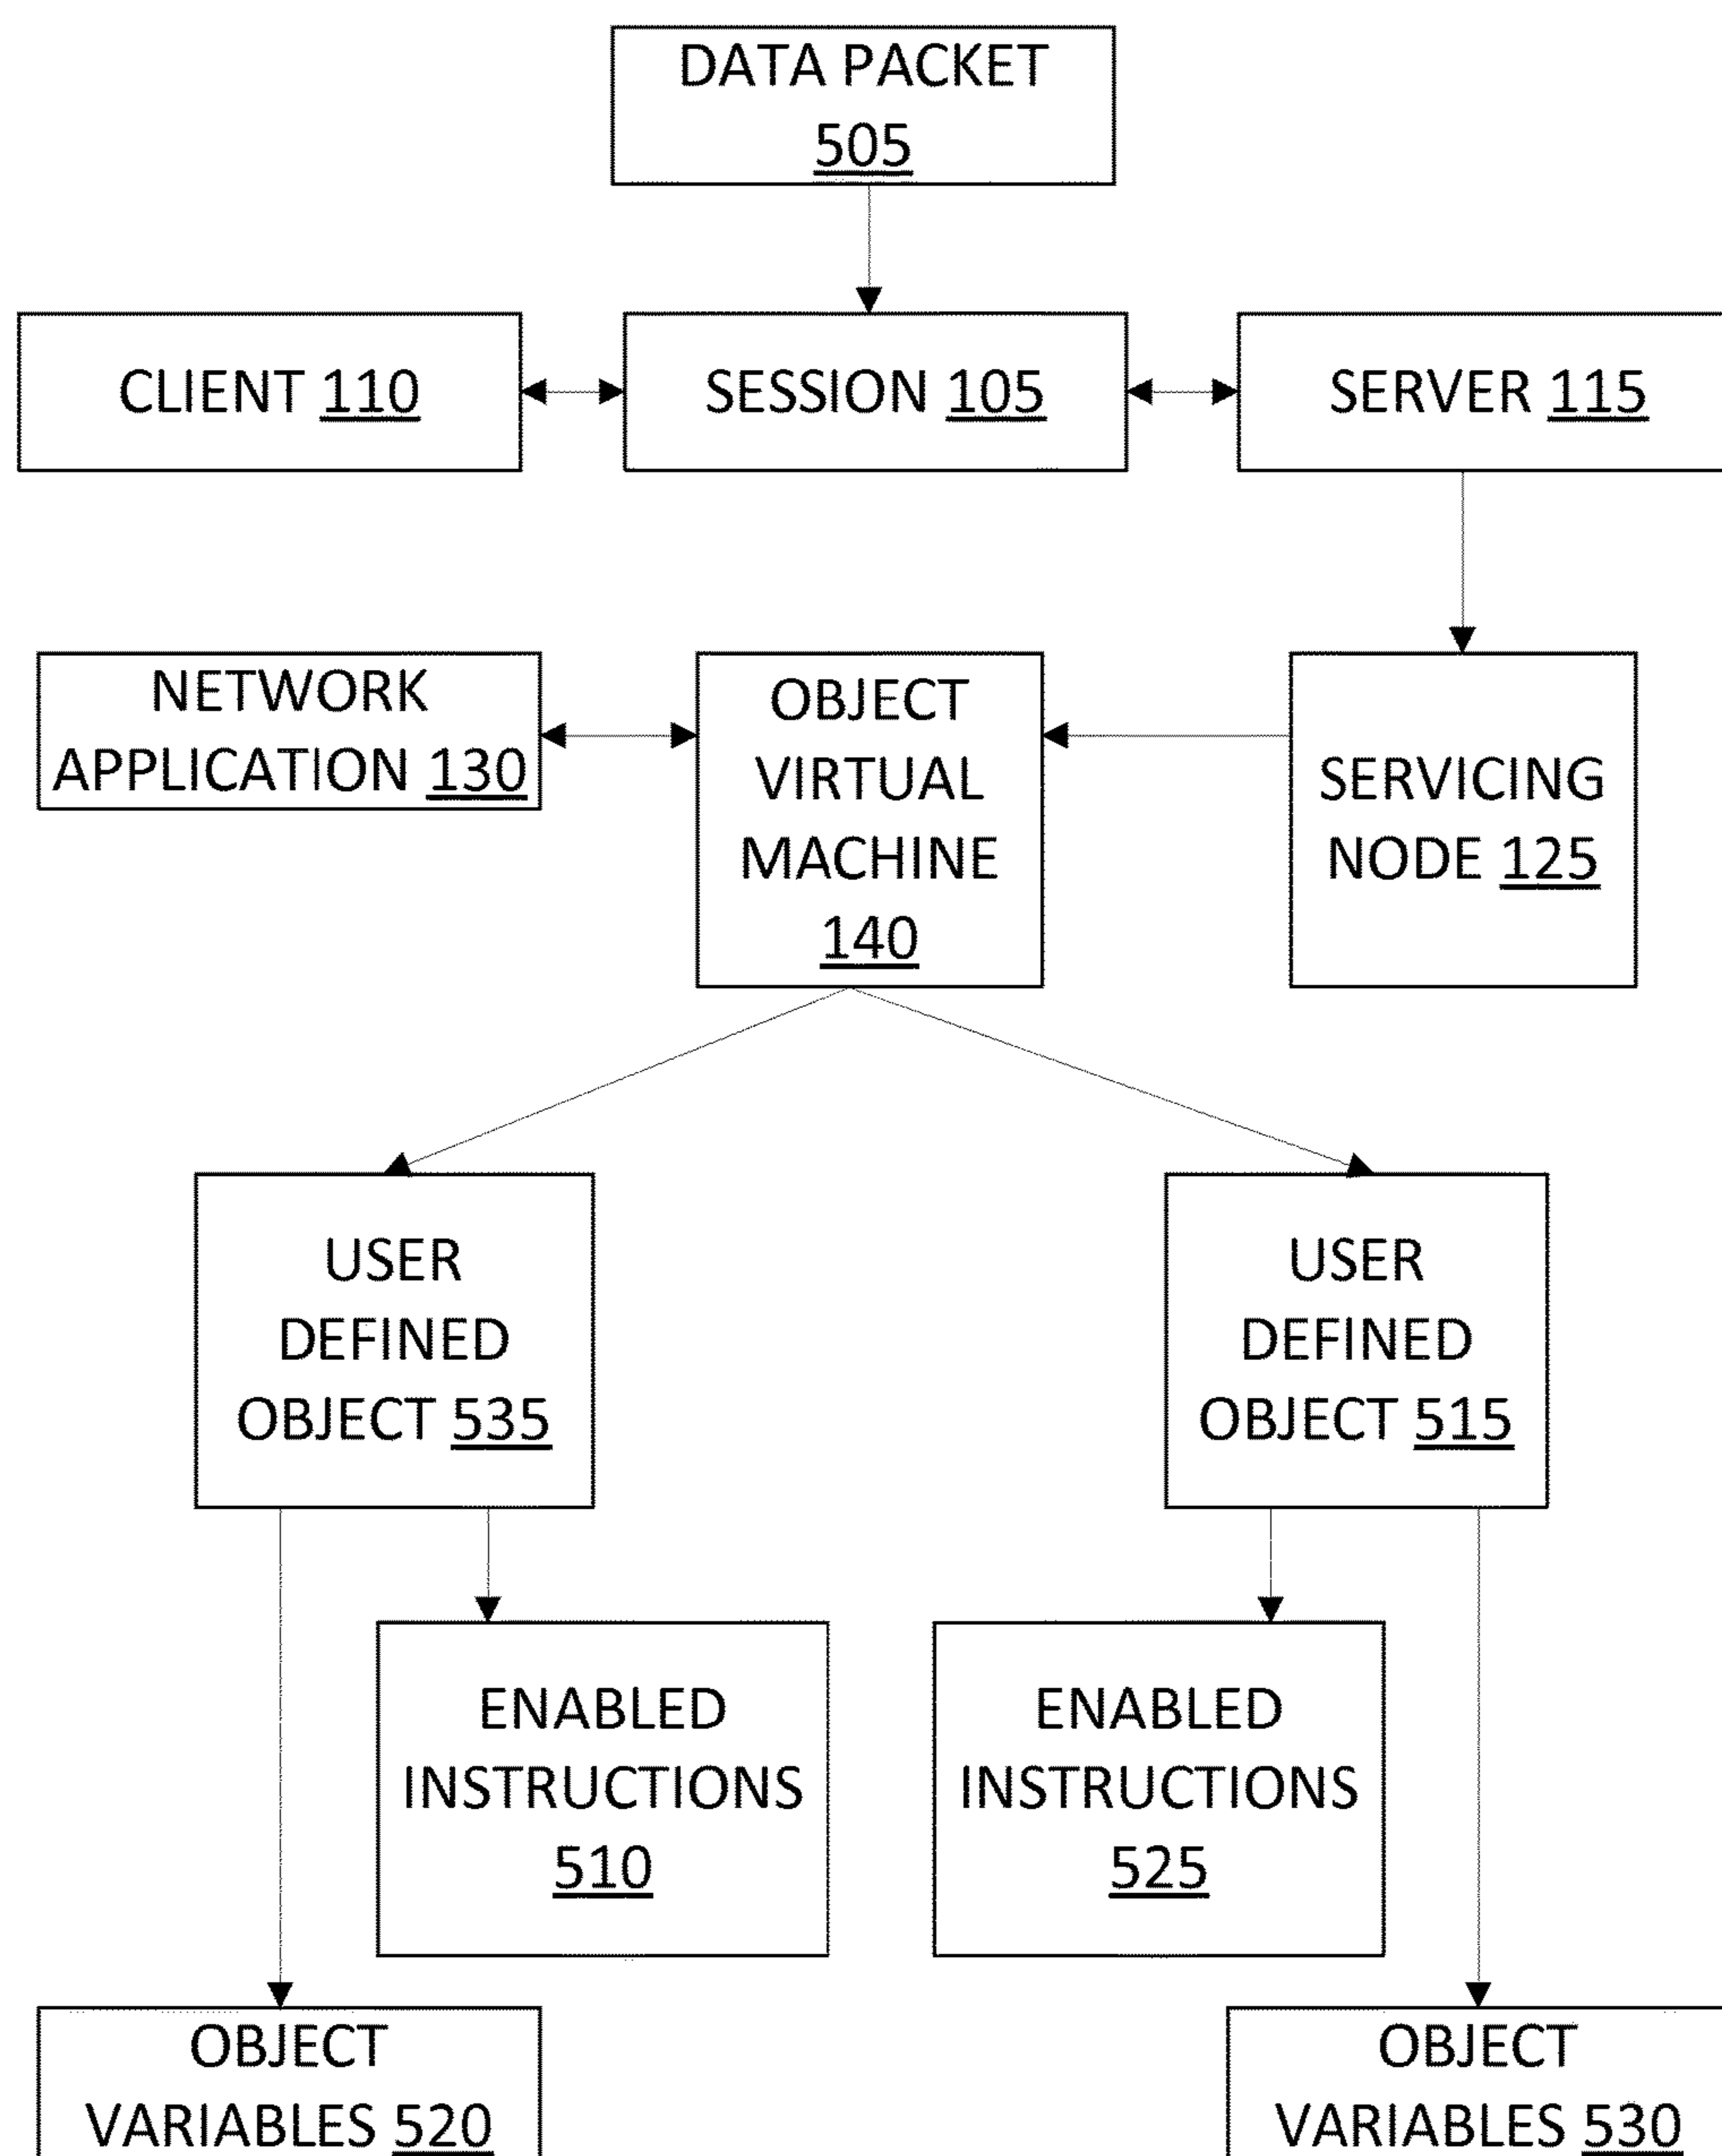 DATA PACKET
505
CLIENT 110
SESSION 105
SERVER 115
NETWORK
APPLICATION 130
OBJECT
VIRTUAL
MACHINE
140
SERVICING
NODE 125
USER
DEFINED
OBJECT 535
USER
DEFINED
OBJECT 515
ENABLED
INSTRUCTIONS
510
ENABLED
INSTRUCTIONS
525
OBJECT
VARIABLES 520
OBJECT
VARIABLES 530